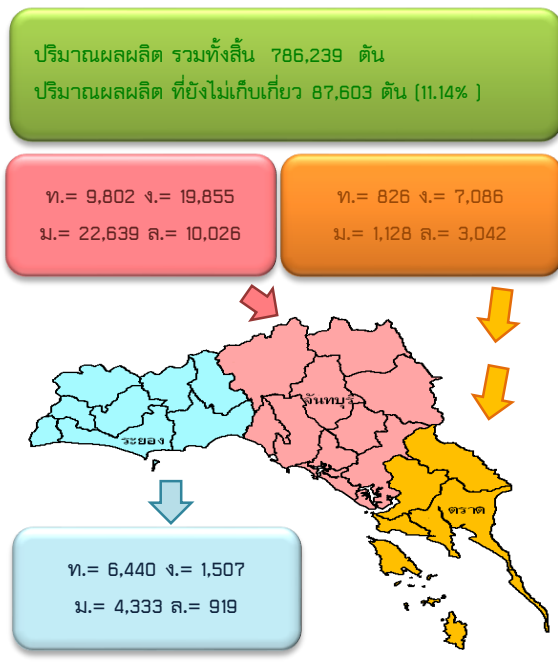 ปริมาณผลผลิต รวมทั้งสิ้น 786,239 ตัน
ปริมาณผลผลิต ที่ยังไม่เก็บเกี่ยว 87,603 ตัน (11.14% )
ท.= 9,802 ง.= 19,855
ม.= 22,639 ล.= 10,026
ท.= 826 ง.= 7,086
ม.= 1,128 ล.= 3,042
จันทบุรี
ระยอง
ตราด
ท.= 6,440 ง.= 1,507
ม.= 4,333 ล.= 919